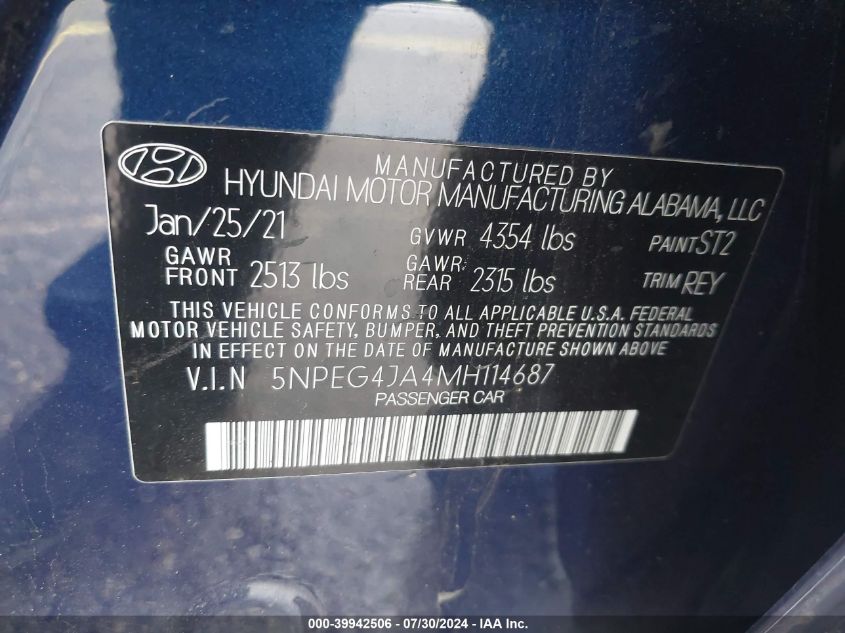 MANUFACTURED BY
HYUNDAI MOTOR MANUFACTURING ALABAMA, LLC
Jan/25/21 GVWR 4354 lbs PAINT ST2
GAWR FRONT 2513 lbs GAWR: REAR 2315 lbs TRIM REY
THIS VEHICLE CONFORMS TO ALL APPLICABLE U.S.A. FEDERAL
MOTOR VEHICLE SAFETY, BUMPER, AND THEFT PREVENTION STANDARDS
IN EFFECT ON THE DATE OF MANUFACTURE SHOWN ABOVE
V.I.N 5NPEG4JA4MH114687
PASSENGER CAR
000-39942506 / 07/30/2024 / IAA Inc.